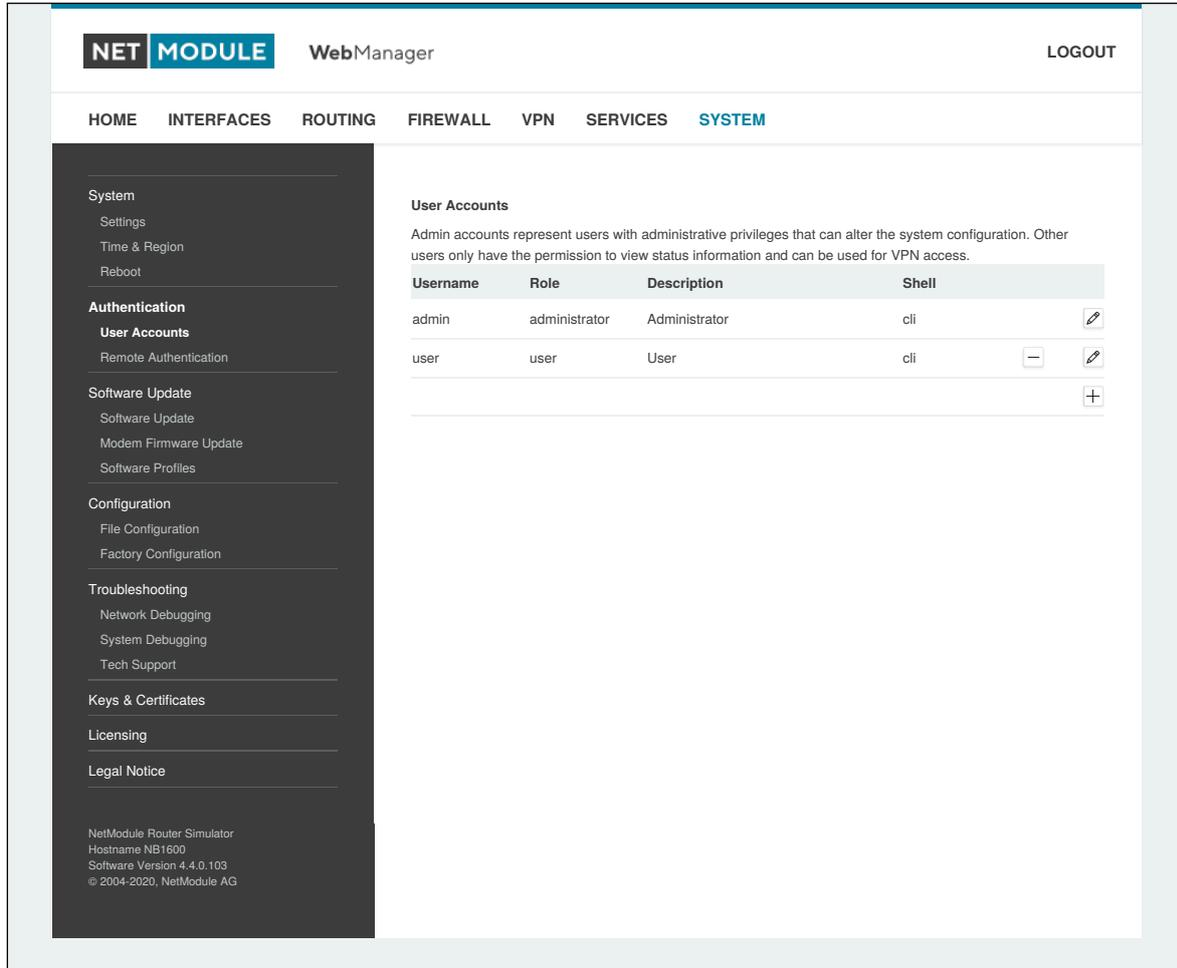 NET MODULE WebManager LOGOUT
HOME INTERFACES ROUTING FIREWALL VPN SERVICES SYSTEM
System
Settings
Time & Region
Reboot
Authentication
User Accounts
Remote Authentication
Software Update
Software Update
Modem Firmware Update
Software Profiles
Configuration
File Configuration
Factory Configuration
Troubleshooting
Network Debugging
System Debugging
Tech Support
Keys & Certificates
Licensing
Legal Notice
NetModule Router Simulator
Hostname NB1600
Software Version 4.4.0.103
© 2004-2020, NetModule AG
User Accounts
Admin accounts represent users with administrative privileges that can alter the system configuration. Other
users only have the permission to view status information and can be used for VPN access.
Username Role Description Shell
admin administrator Administrator cli
user user User cli